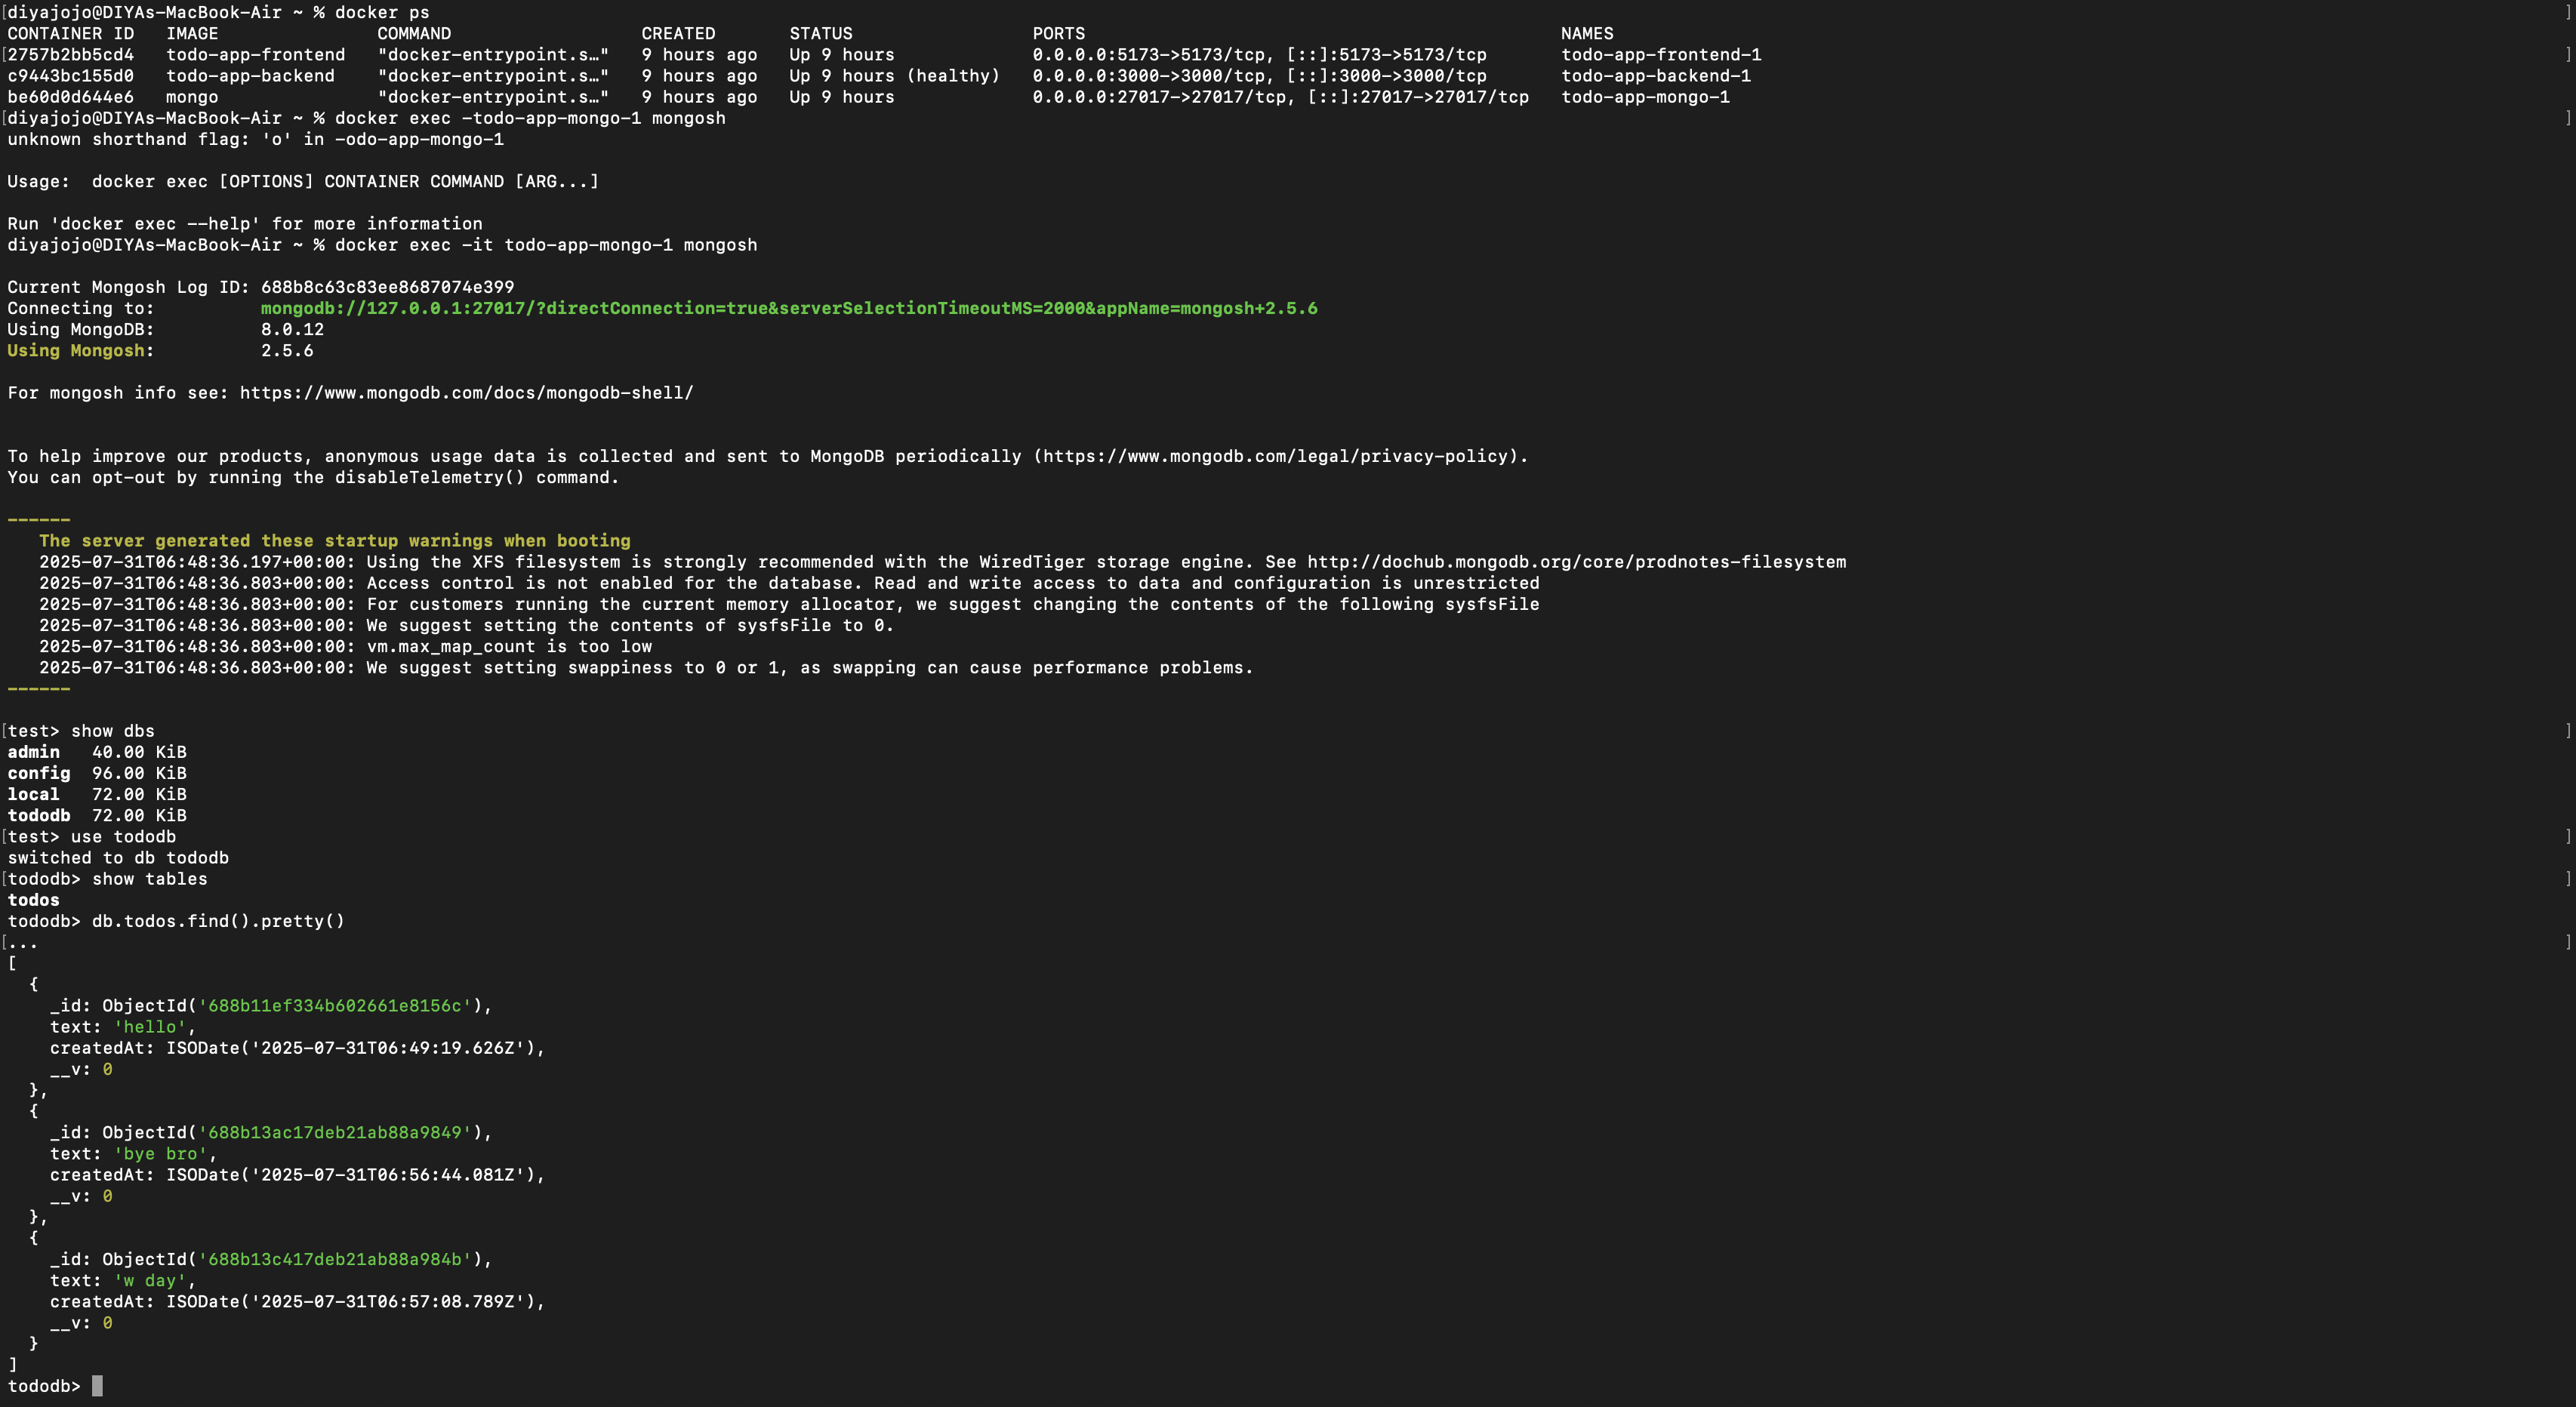 [diyajojo@DIYAs-MacBook-Air ~ % docker ps ]
CONTAINER ID   IMAGE               COMMAND                  CREATED       STATUS                 PORTS                                             NAMES
[2757b2bb5cd4   todo-app-frontend   "docker-entrypoint.s…"   9 hours ago   Up 9 hours             0.0.0.0:5173->5173/tcp, [::]:5173->5173/tcp       todo-app-frontend-1 ]
c9443bc155d0   todo-app-backend    "docker-entrypoint.s…"   9 hours ago   Up 9 hours (healthy)   0.0.0.0:3000->3000/tcp, [::]:3000->3000/tcp       todo-app-backend-1
be60d0d644e6   mongo               "docker-entrypoint.s…"   9 hours ago   Up 9 hours             0.0.0.0:27017->27017/tcp, [::]:27017->27017/tcp   todo-app-mongo-1
[diyajojo@DIYAs-MacBook-Air ~ % docker exec -todo-app-mongo-1 mongosh ]
unknown shorthand flag: 'o' in -odo-app-mongo-1
Usage:  docker exec [OPTIONS] CONTAINER COMMAND [ARG...]
Run 'docker exec --help' for more information
diyajojo@DIYAs-MacBook-Air ~ % docker exec -it todo-app-mongo-1 mongosh
Current Mongosh Log ID: 688b8c63c83ee8687074e399
Connecting to:          mongodb://127.0.0.1:27017/?directConnection=true&serverSelectionTimeoutMS=2000&appName=mongosh+2.5.6
Using MongoDB:          8.0.12
Using Mongosh:          2.5.6
For mongosh info see: https://www.mongodb.com/docs/mongodb-shell/
To help improve our products, anonymous usage data is collected and sent to MongoDB periodically (https://www.mongodb.com/legal/privacy-policy).
You can opt-out by running the disableTelemetry() command.
------
   The server generated these startup warnings when booting
   2025-07-31T06:48:36.197+00:00: Using the XFS filesystem is strongly recommended with the WiredTiger storage engine. See http://dochub.mongodb.org/core/prodnotes-filesystem
   2025-07-31T06:48:36.803+00:00: Access control is not enabled for the database. Read and write access to data and configuration is unrestricted
   2025-07-31T06:48:36.803+00:00: For customers running the current memory allocator, we suggest changing the contents of the following sysfsFile
   2025-07-31T06:48:36.803+00:00: We suggest setting the contents of sysfsFile to 0.
   2025-07-31T06:48:36.803+00:00: vm.max_map_count is too low
   2025-07-31T06:48:36.803+00:00: We suggest setting swappiness to 0 or 1, as swapping can cause performance problems.
------
[test> show dbs ]
admin   40.00 KiB
config  96.00 KiB
local   72.00 KiB
tododb  72.00 KiB
[test> use tododb ]
switched to db tododb
[tododb> show tables ]
todos
tododb> db.todos.find().pretty()
[... ]
[
  {
    _id: ObjectId('688b11ef334b602661e8156c'),
    text: 'hello',
    createdAt: ISODate('2025-07-31T06:49:19.626Z'),
    __v: 0
  },
  {
    _id: ObjectId('688b13ac17deb21ab88a9849'),
    text: 'bye bro',
    createdAt: ISODate('2025-07-31T06:56:44.081Z'),
    __v: 0
  },
  {
    _id: ObjectId('688b13c417deb21ab88a984b'),
    text: 'w day',
    createdAt: ISODate('2025-07-31T06:57:08.789Z'),
    __v: 0
  }
]
tododb>